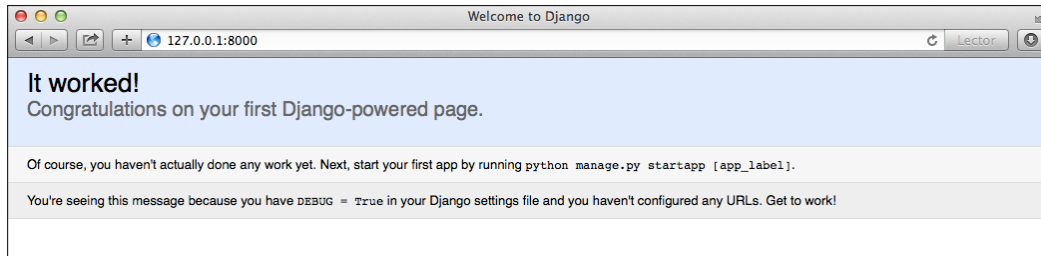 Welcome to Django
127.0.0.1:8000
Lector
It worked!
Congratulations on your first Django-powered page.
Of course, you haven't actually done any work yet. Next, start your first app by running python manage.py startapp [app_label].
You're seeing this message because you have DEBUG = True in your Django settings file and you haven't configured any URLs. Get to work!